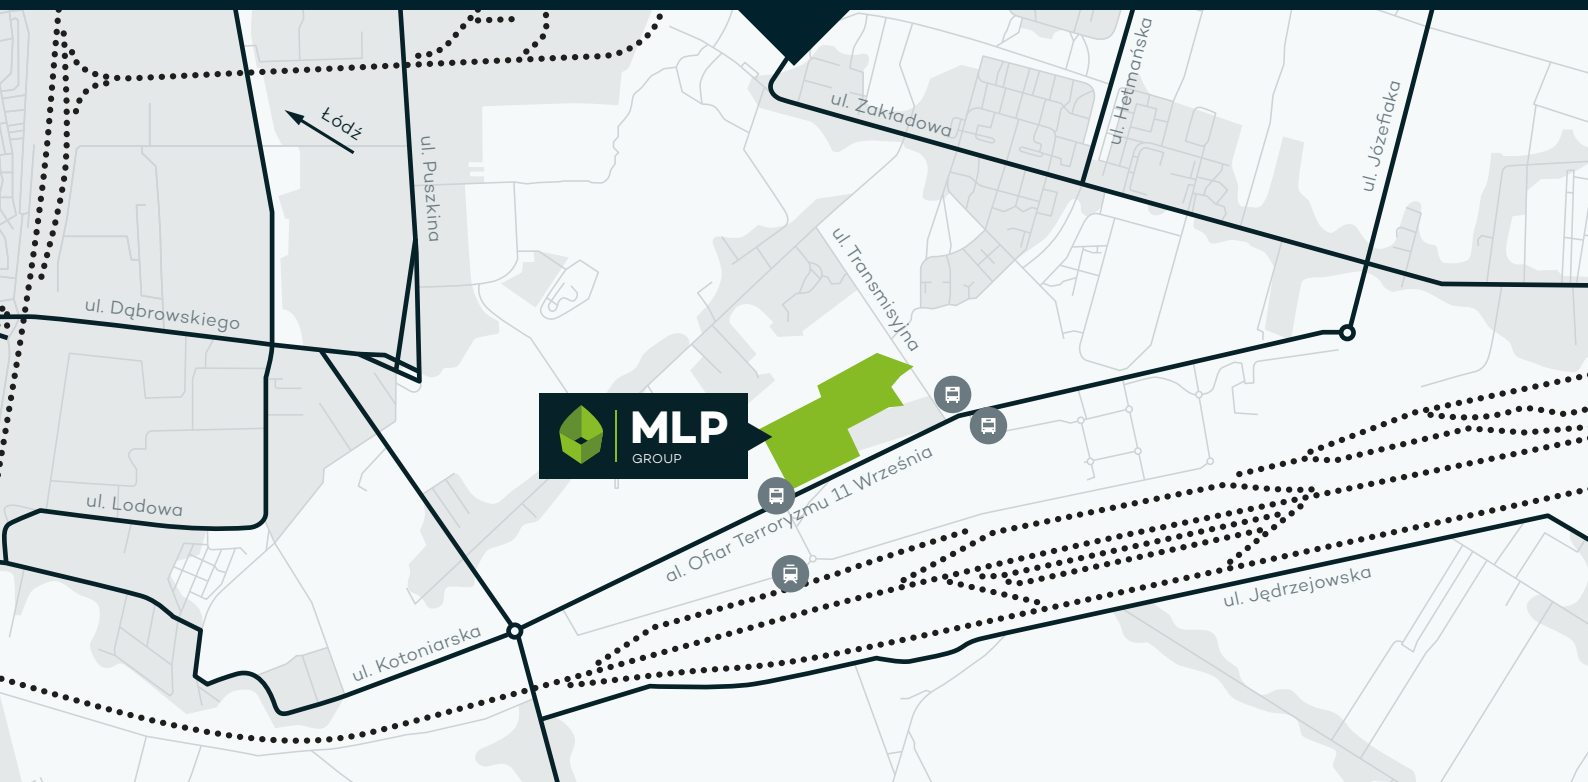 ul. Hetmańska
ul. Zakładowa
ul. Józefiaka
Łódź
ul. Puszkina
ul. Transmisyjna
ul. Dąbrowskiego
MLP
GROUP
ul. Lodowa
al. Ofiar Terroryzmu 11 Września
ul. Jędrzejowska
ul. Kotoniarska